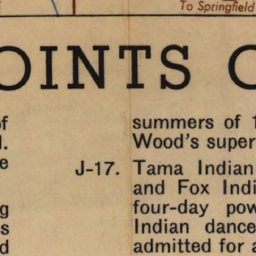 To Springfield
OINTS O
of
l.
e
g
s
d
summers of 1
Wood's super
J-17. Tama Indian
and Fox Indi
four-day pow
Indian dance
admitted for a